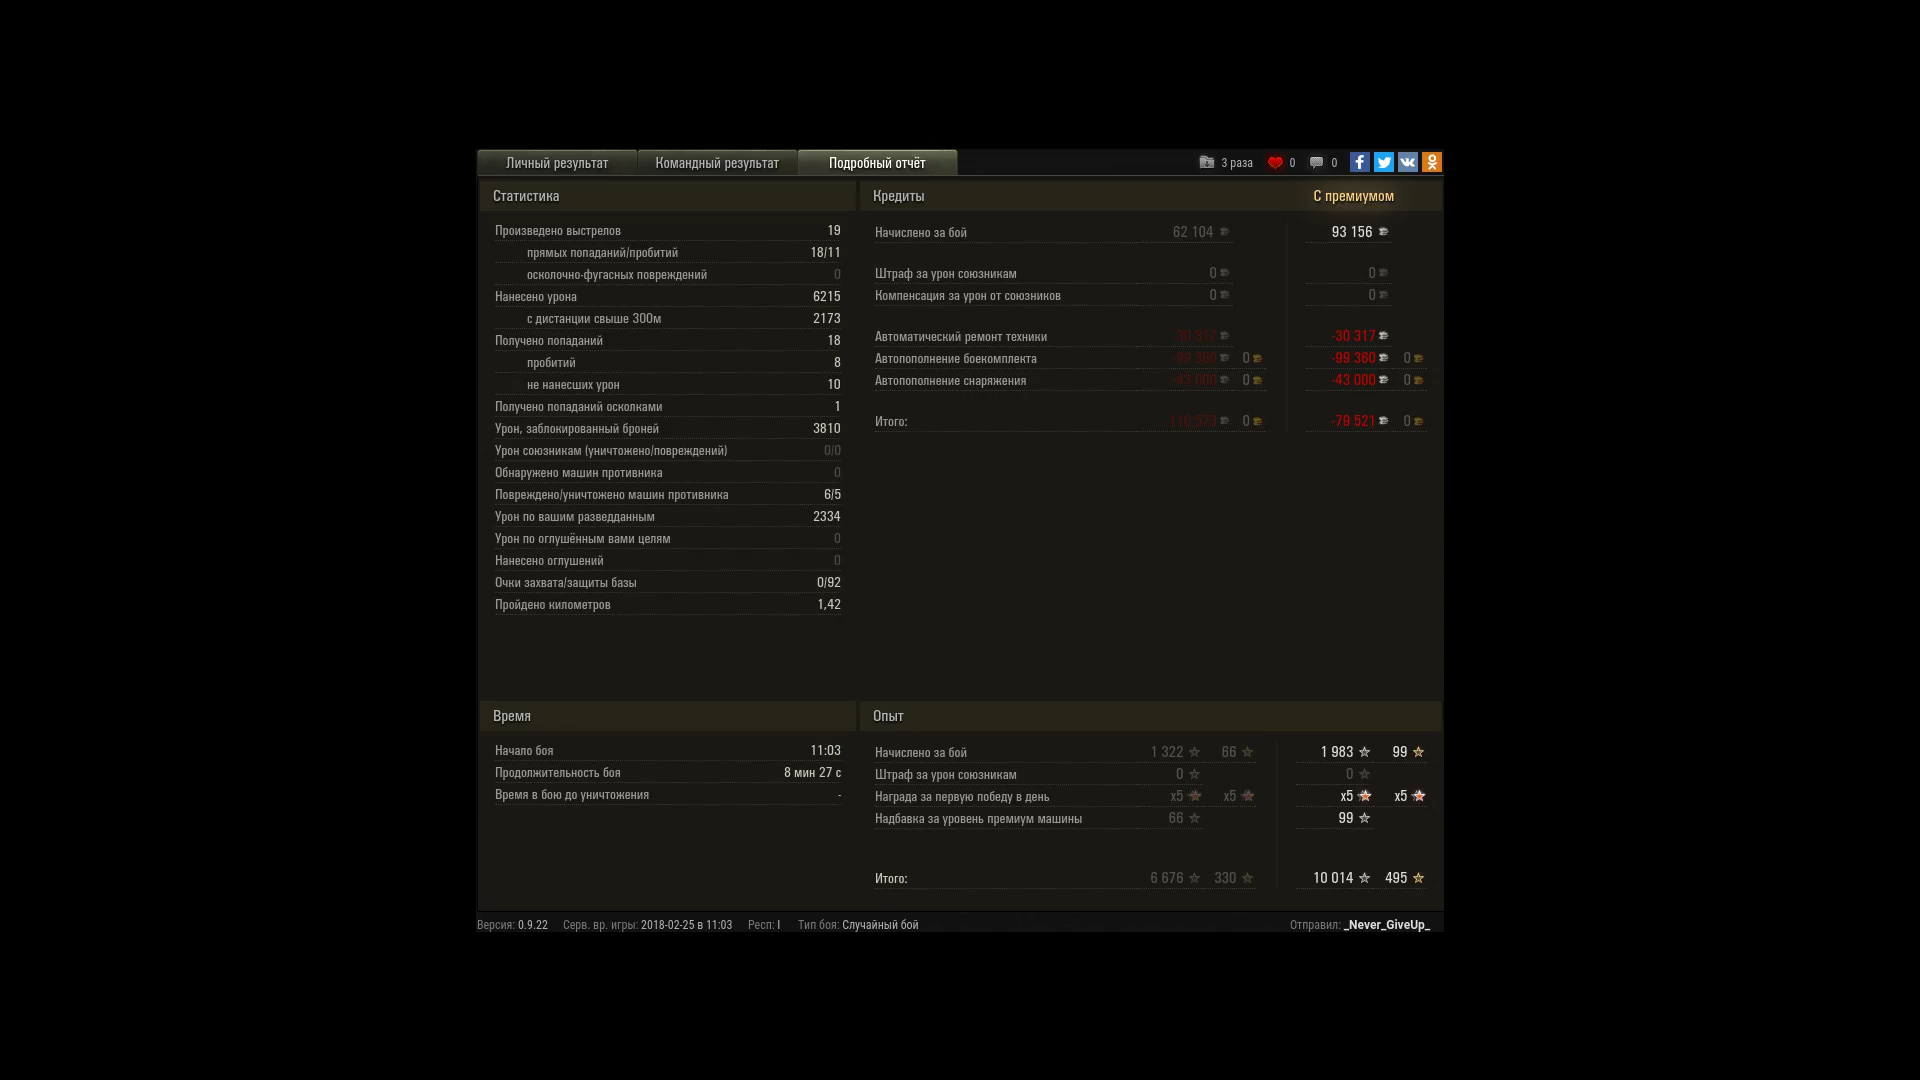 Личный результат Командный результат Подробный отчёт 3 раза 0 0
Статистика
Произведено выстрелов 19
прямых попаданий/пробитий 18/11
осколочно-фугасных повреждений 0
Нанесено урона 6215
с дистанции свыше 300м 2173
Получено попаданий 18
пробитий 8
не нанесших урон 10
Получено попаданий осколками 1
Урон, заблокированный броней 3810
Урон союзникам (уничтожено/повреждений) 0/0
Обнаружено машин противника 0
Повреждено/уничтожено машин противника 6/5
Урон по вашим разведданным 2334
Урон по оглушённым вами целям 0
Нанесено оглушений 0
Очки захвата/защиты базы 0/92
Пройдено километров 1,42
Кредиты С премиумом
Начислено за бой 62 104 93 156
Штраф за урон союзникам 0 0
Компенсация за урон от союзников 0 0
Автоматический ремонт техники -30 317 -30 317
Автопополнение боекомплекта -99 360 0 -99 360 0
Автопополнение снаряжения -43 000 0 -43 000 0
Итого: -110 573 0 -79 521 0
Время
Начало боя 11:03
Продолжительность боя 8 мин 27 с
Время в бою до уничтожения -
Опыт
Начислено за бой 1 322 66 1 983 99
Штраф за урон союзникам 0 0
Награда за первую победу в день x5 x5 x5 x5
Надбавка за уровень премиум машины 66 99
Итого: 6 676 330 10 014 495
Версия: 0.9.22 Серв. вр. игры: 2018-02-25 в 11:03 Респ: I Тип боя: Случайный бой Отправил: _Never_GiveUp_